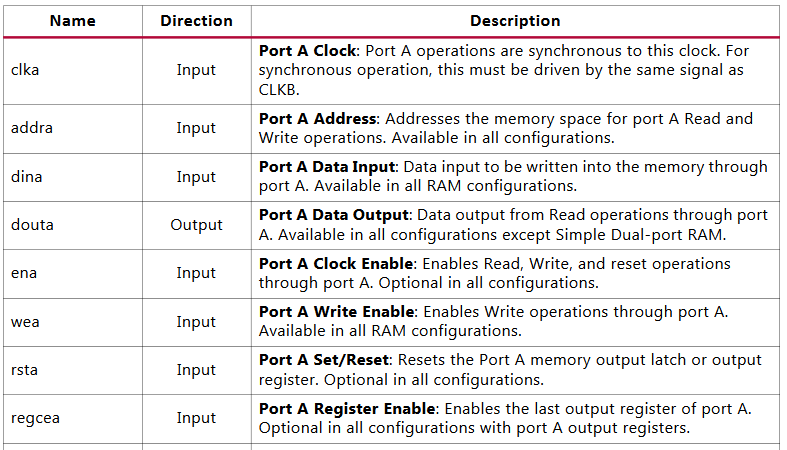 Name Direction Description
clka Input Port A Clock: Port A operations are synchronous to this clock. For
synchronous operation, this must be driven by the same signal as
CLKB.
addra Input Port A Address: Addresses the memory space for port A Read and
Write operations. Available in all configurations.
dina Input Port A Data Input: Data input to be written into the memory through
port A. Available in all RAM configurations.
douta Output Port A Data Output: Data output from Read operations through port
A. Available in all configurations except Simple Dual-port RAM.
ena Input Port A Clock Enable: Enables Read, Write, and reset operations
through port A. Optional in all configurations.
wea Input Port A Write Enable: Enables Write operations through port A.
Available in all RAM configurations.
rsta Input Port A Set/Reset: Resets the Port A memory output latch or output
register. Optional in all configurations.
regcea Input Port A Register Enable: Enables the last output register of port A.
Optional in all configurations with port A output registers.